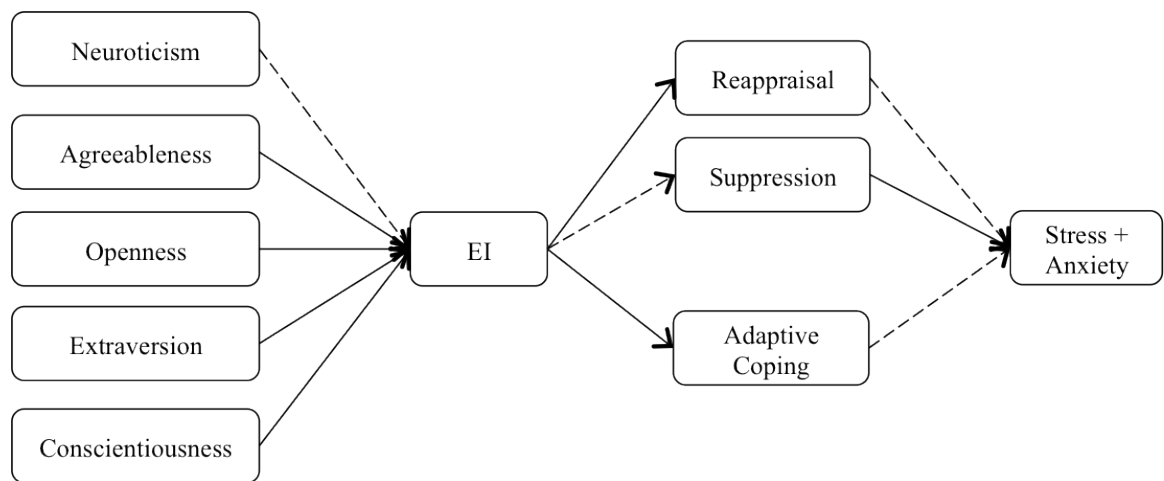 Neuroticism
Agreeableness
Openness
Extraversion
Conscientiousness
EI
Reappraisal
Suppression
Adaptive
Coping
Stress +
Anxiety